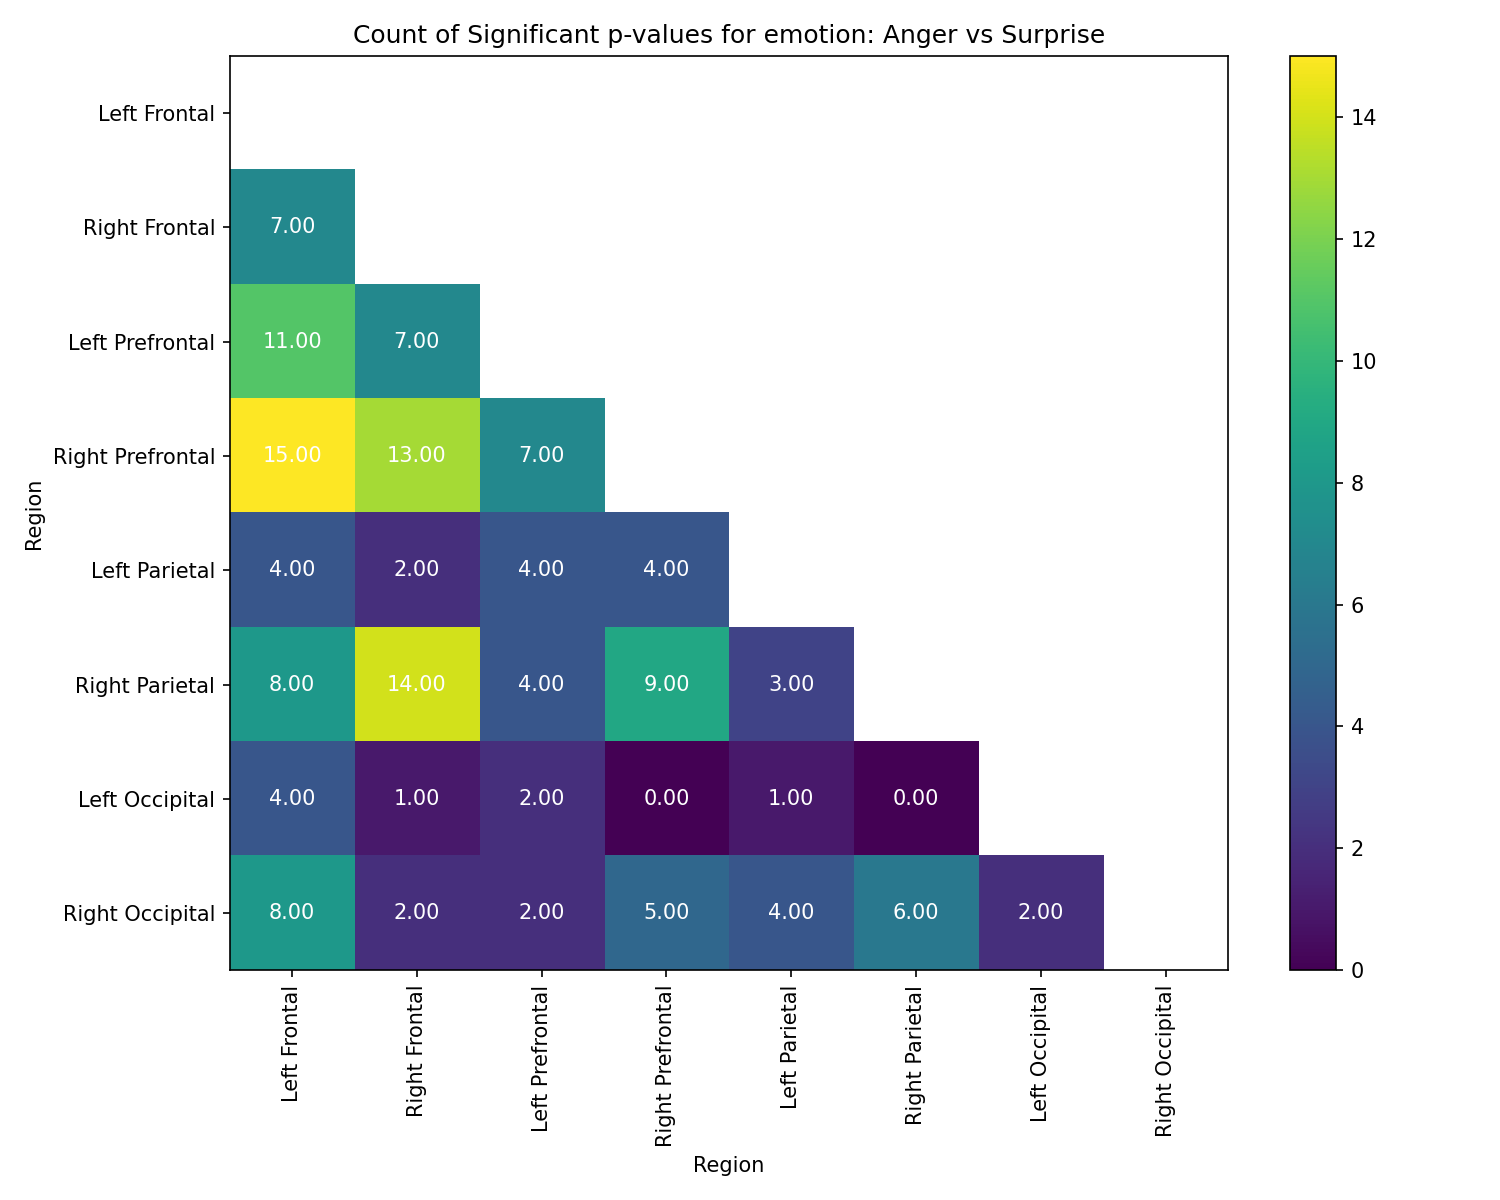 Count of Significant p-values for emotion: Anger vs Surprise
Left Frontal
Right Frontal 7.00
Left Prefrontal 11.00 7.00
Right Prefrontal 15.00 13.00 7.00
Left Parietal 4.00 2.00 4.00 4.00
Right Parietal 8.00 14.00 4.00 9.00 3.00
Left Occipital 4.00 1.00 2.00 0.00 1.00 0.00
Right Occipital 8.00 2.00 2.00 5.00 4.00 6.00 2.00
Region
Left Frontal
Right Frontal
Left Prefrontal
Right Prefrontal
Left Parietal
Right Parietal
Left Occipital
Right Occipital
Region
14
12
10
8
6
4
2
0